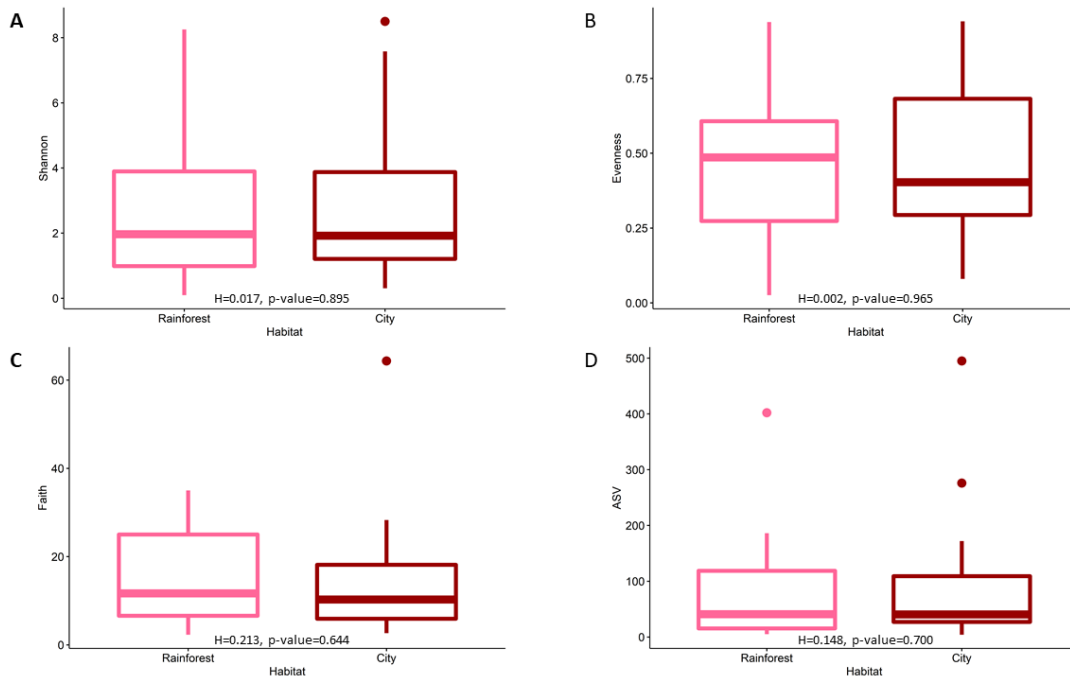 A
Shannon
8
6
4
2
0
H=0.017, p-value=0.895
Rainforest City
Habitat
B
Evenness
0.75
0.50
0.25
0.00
H=0.002, p-value=0.965
Rainforest City
Habitat
C
Faith
60
40
20
0
H=0.213, p-value=0.644
Rainforest City
Habitat
D
ASV
500
400
300
200
100
0
H=0.148, p-value=0.700
Rainforest City
Habitat